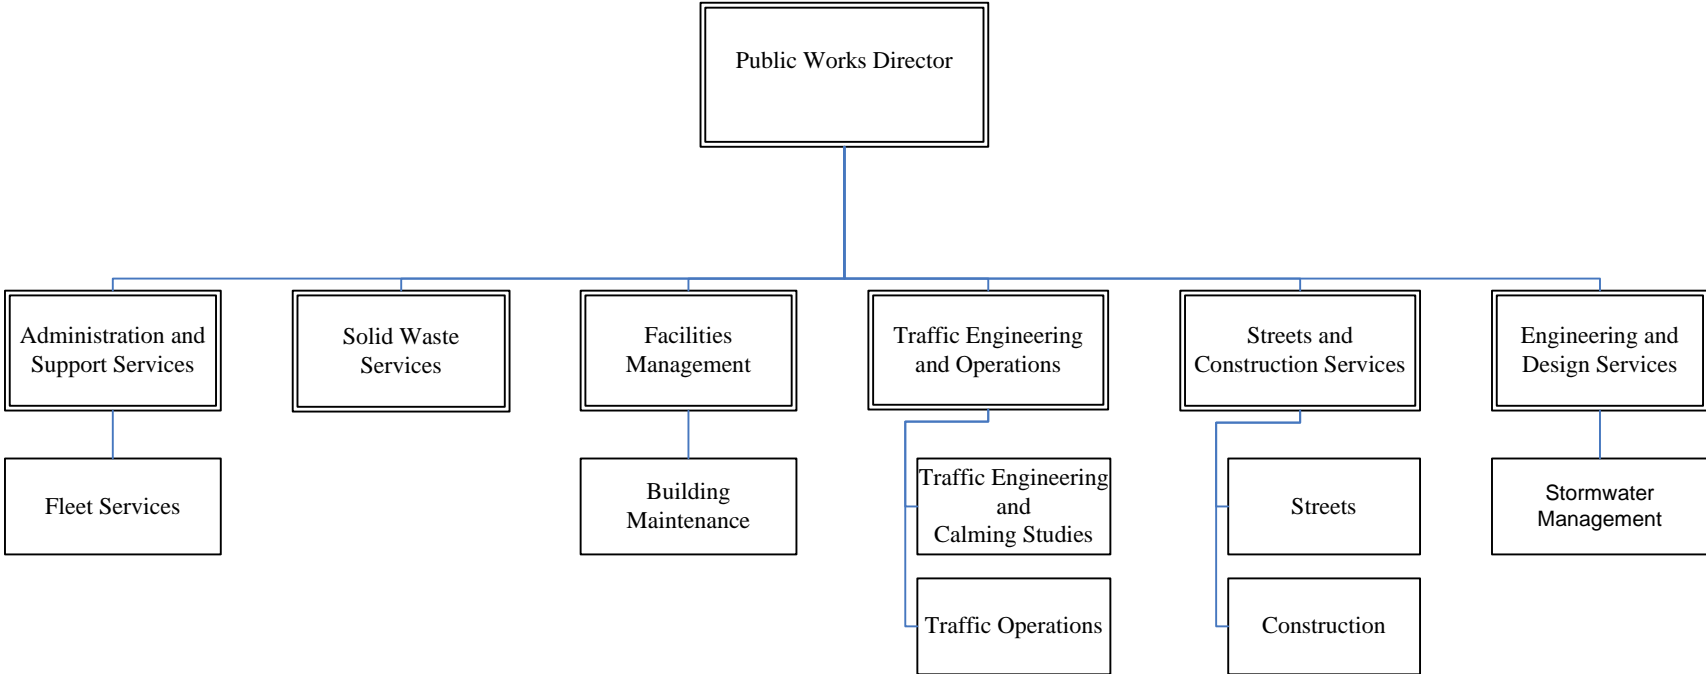 Public Works Director
Administration and
Support Services
Solid Waste
Services
Facilities
Management
Traffic Engineering
and Operations
Streets and
Construction Services
Engineering and
Design Services
Fleet Services
Building
Maintenance
Traffic Engineering
and
Calming Studies
Streets
Stormwater
Management
Traffic Operations
Construction